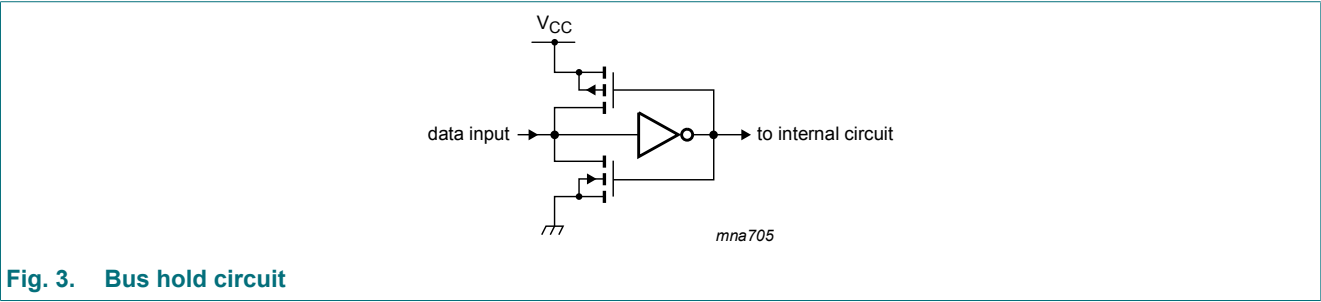 VCC
data input
to internal circuit
mna705
Fig. 3. Bus hold circuit